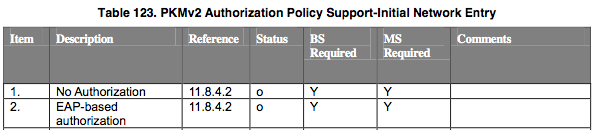 Table 123. PKMv2 Authorization Policy Support-Initial Network Entry
Item Description Reference Status BS Required MS Required Comments
1. No Authorization 11.8.4.2 o Y Y
2. EAP-based authorization 11.8.4.2 o Y Y